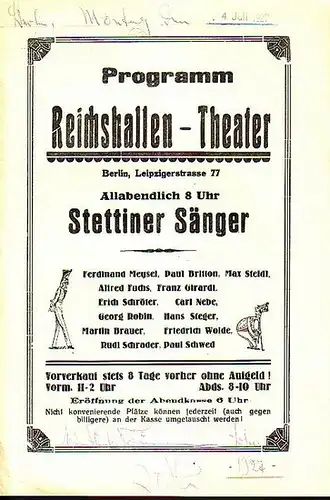 Montag
4. Juli
Programm
Reichshallen - Theater
Berlin, Leipzigerstrasse 77
Allabendlich 8 Uhr
Stettiner Sänger
Ferdinand Meysel, Paul Britton, Max Steidl,
Alfred Fuchs, Franz Girardi,
Erich Schröter, Carl Nebe,
Georg Robin, Hans Steger,
Martin Brauer, Friedrich Wolde,
Rudi Schrader, Paul Schwed
Vorverkauf stets 8 Tage vorher ohne Aufgeld!
Vorm. 11-2 Uhr Abds. 8-10 Uhr
Eröffnung der Abendkasse 6 Uhr
Nicht konvenierende Plätze können jederzeit (auch gegen
billigere) an der Kasse umgetauscht werden!
-1927-